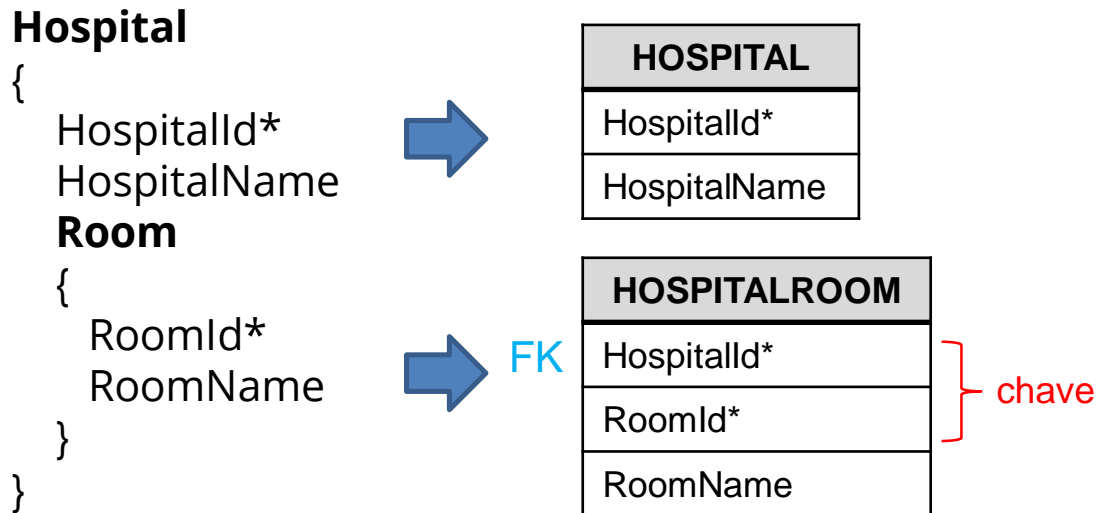 Hospital
{
HospitalId*
HospitalName
Room
{
RoomId*
RoomName
}
}
HOSPITAL
HospitalId*
HospitalName
HOSPITALROOM
FK
HospitalId*
RoomId*
RoomName
chave